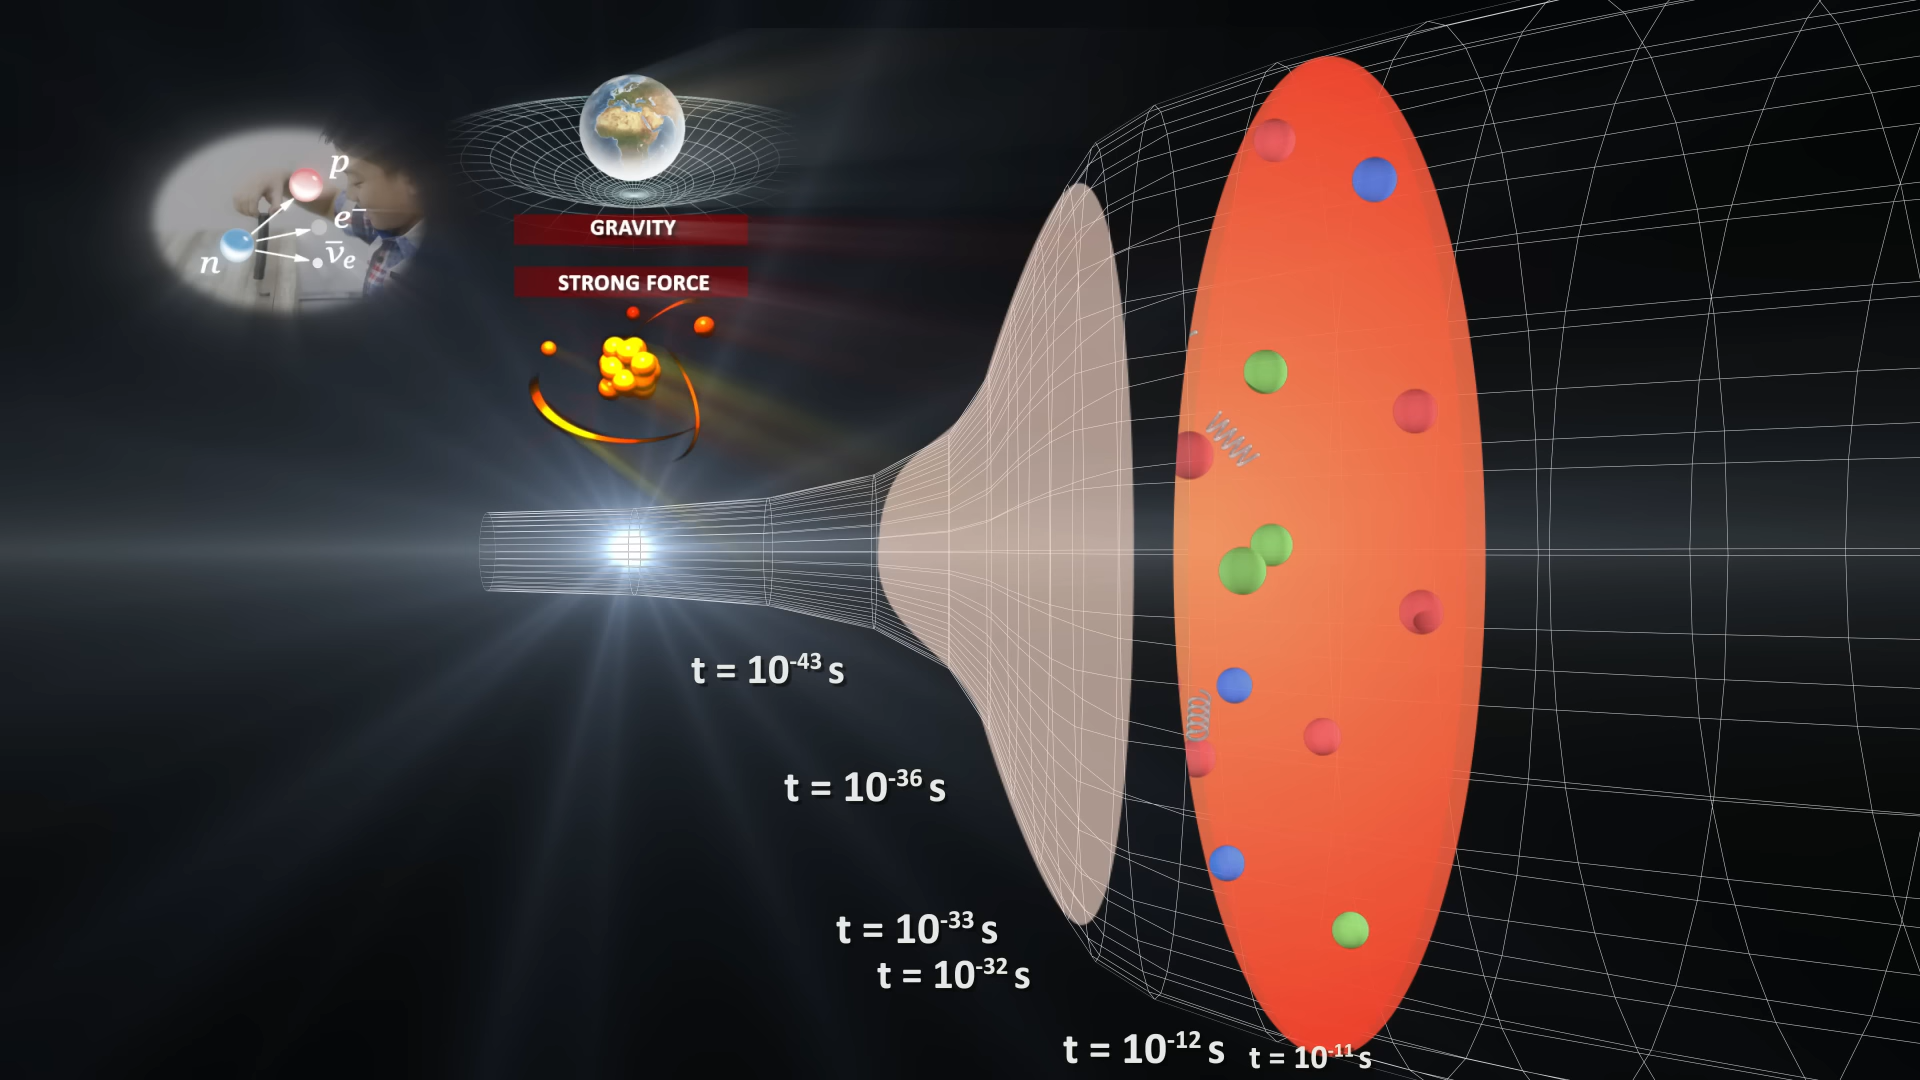 p
e⁻
n
ν̅ₑ
GRAVITY
STRONG FORCE
t = 10⁻⁴³ s
t = 10⁻³⁶ s
t = 10⁻³³ s
t = 10⁻³² s
t = 10⁻¹² s
t = 10⁻¹¹ s